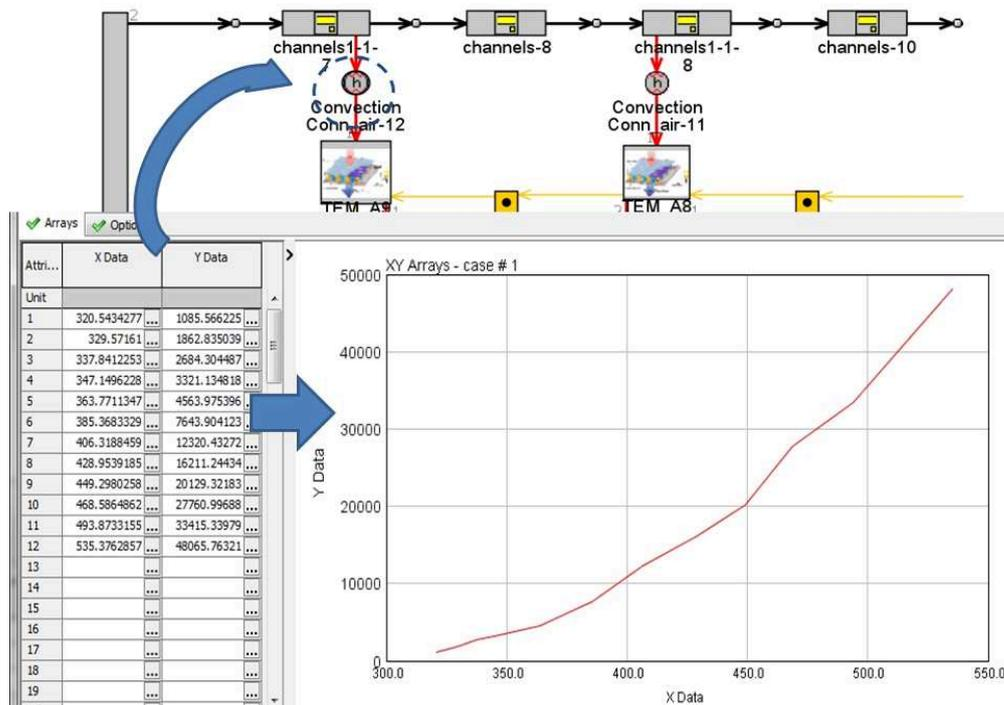 2
channels1-1-
7
channels-8
channels1-1-
8
channels-10
h
h
Convection
Conn_air-12
Convection
Conn_air-11
TEM_A9
TEM_A8
Arrays
Optio
Attri...
X Data
Y Data
Unit
1 320.5434277 ... 1085.566225 ...
2 329.57161 ... 1862.835039 ...
3 337.8412253 ... 2684.304487 ...
4 347.1496228 ... 3321.134818 ...
5 363.7711347 ... 4563.975396 ...
6 385.3683329 ... 7643.904123 ...
7 406.3188459 ... 12320.43272 ...
8 428.9539185 ... 16211.24434 ...
9 449.2980258 ... 20129.32183 ...
10 468.5864862 ... 27760.99688 ...
11 493.8733155 ... 33415.33979 ...
12 535.3762857 ... 48065.76321 ...
13 ... ...
14 ... ...
15 ... ...
16 ... ...
17 ... ...
18 ... ...
19 ... ...
XY Arrays - case # 1
50000
40000
30000
20000
10000
0
Y Data
300.0 350.0 400.0 450.0 500.0 550.0
X Data